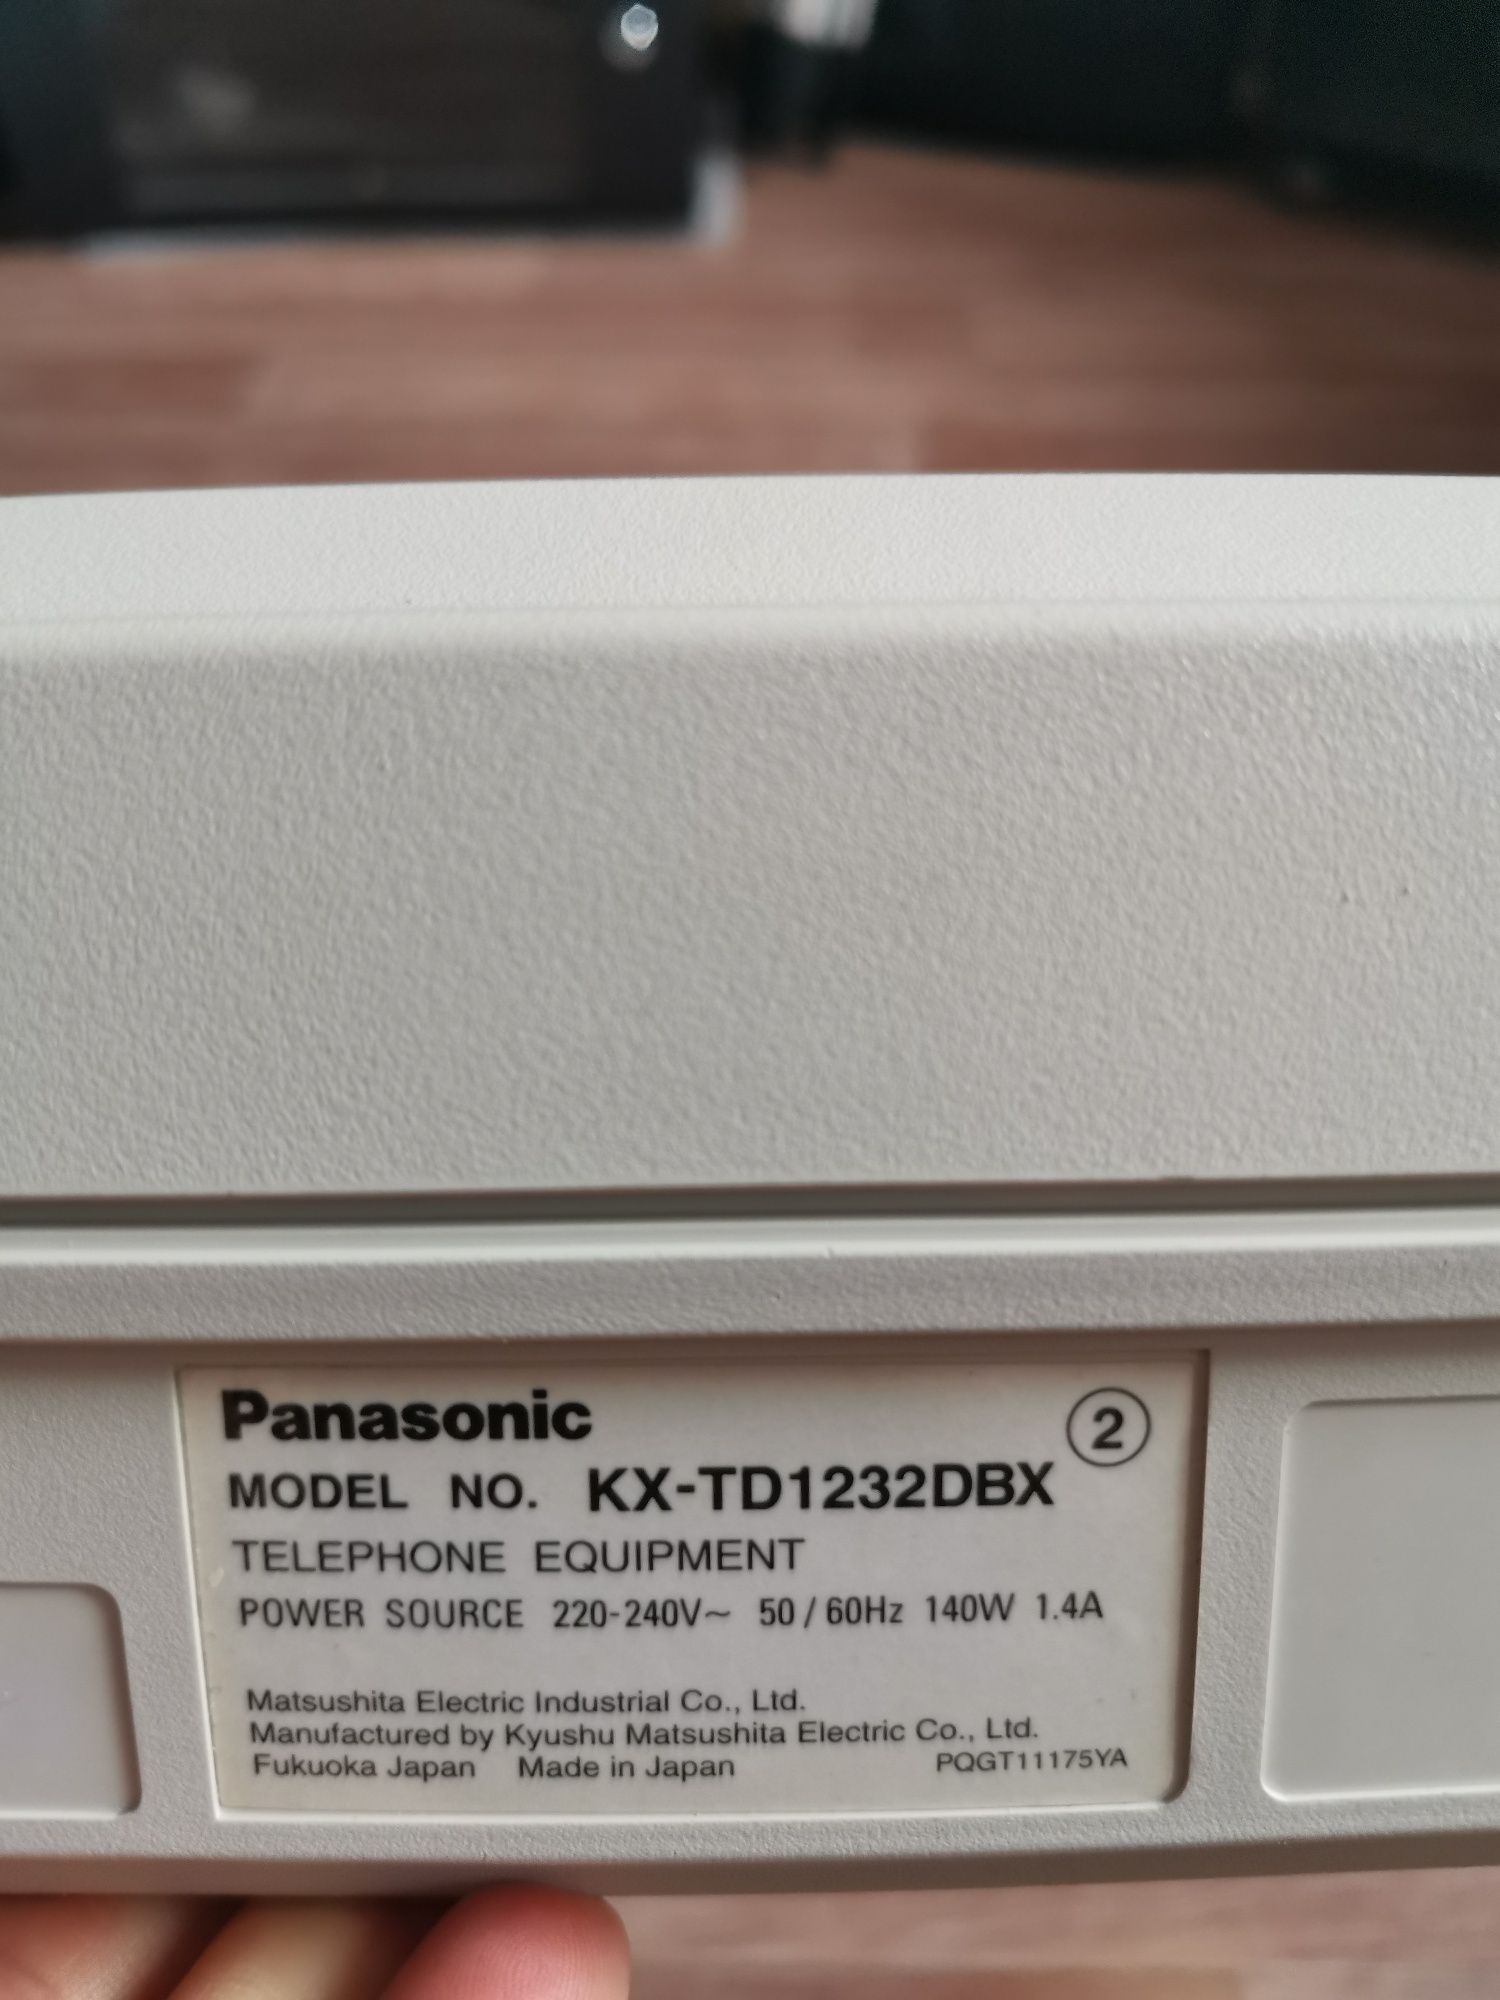 Panasonic
2
MODEL NO. KX-TD1232DBX
TELEPHONE EQUIPMENT
POWER SOURCE 220-240V~ 50/60Hz 140W 1.4A
Matsushita Electric Industrial Co., Ltd.
Manufactured by Kyushu Matsushita Electric Co., Ltd.
Fukuoka Japan Made in Japan PQGT11175YA